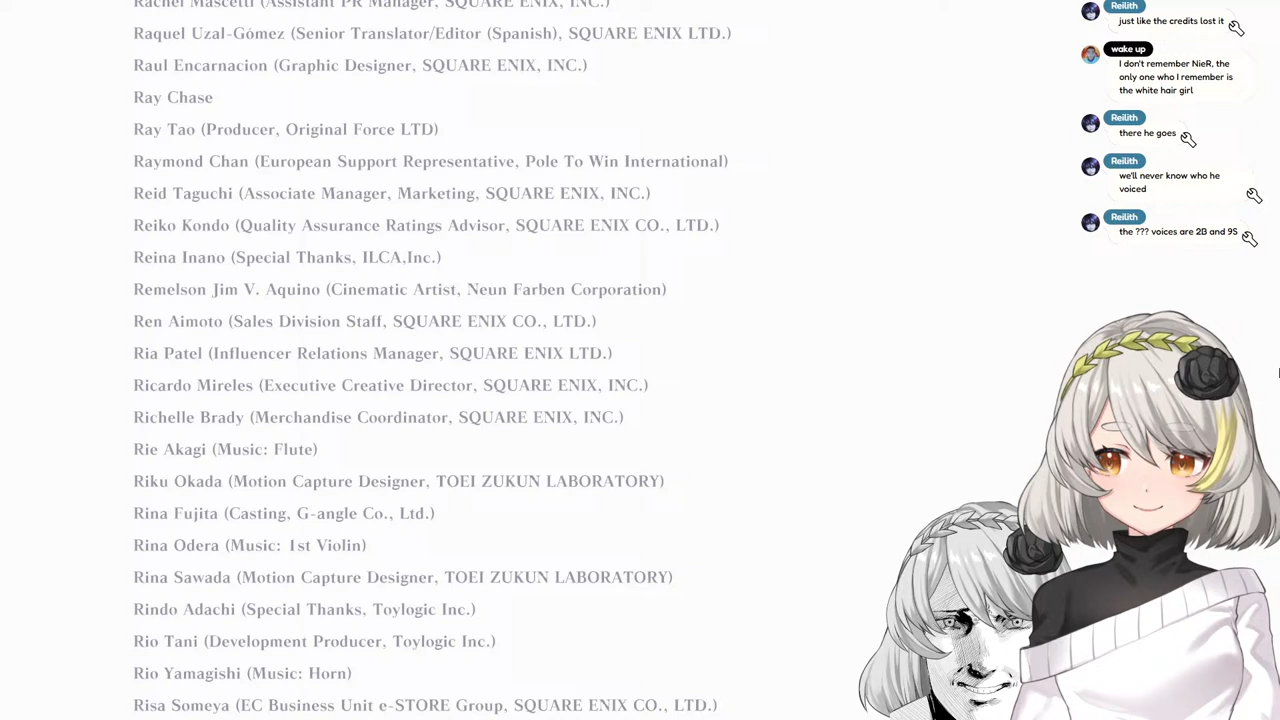 Rachel Mascetti (Assistant PR Manager, SQUARE ENIX, INC.)
Raquel Uzal-Gómez (Senior Translator/Editor (Spanish), SQUARE ENIX LTD.)
Raul Encarnacion (Graphic Designer, SQUARE ENIX, INC.)
Ray Chase
Ray Tao (Producer, Original Force LTD)
Raymond Chan (European Support Representative, Pole To Win International)
Reid Taguchi (Associate Manager, Marketing, SQUARE ENIX, INC.)
Reiko Kondo (Quality Assurance Ratings Advisor, SQUARE ENIX CO., LTD.)
Reina Inano (Special Thanks, ILCA,Inc.)
Remelson Jim V. Aquino (Cinematic Artist, Neun Farben Corporation)
Ren Aimoto (Sales Division Staff, SQUARE ENIX CO., LTD.)
Ria Patel (Influencer Relations Manager, SQUARE ENIX LTD.)
Ricardo Mireles (Executive Creative Director, SQUARE ENIX, INC.)
Richelle Brady (Merchandise Coordinator, SQUARE ENIX, INC.)
Rie Akagi (Music: Flute)
Riku Okada (Motion Capture Designer, TOEI ZUKUN LABORATORY)
Rina Fujita (Casting, G-angle Co., Ltd.)
Rina Odera (Music: 1st Violin)
Rina Sawada (Motion Capture Designer, TOEI ZUKUN LABORATORY)
Rindo Adachi (Special Thanks, Toylogic Inc.)
Rio Tani (Development Producer, Toylogic Inc.)
Rio Yamagishi (Music: Horn)
Risa Someya (EC Business Unit e-STORE Group, SQUARE ENIX CO., LTD.)
Reilith
just like the credits lost it
wake up
I don't remember NieR, the
only one who I remember is
the white hair girl
Reilith
there he goes
Reilith
we'll never know who he
voiced
Reilith
the ??? voices are 2B and 9S